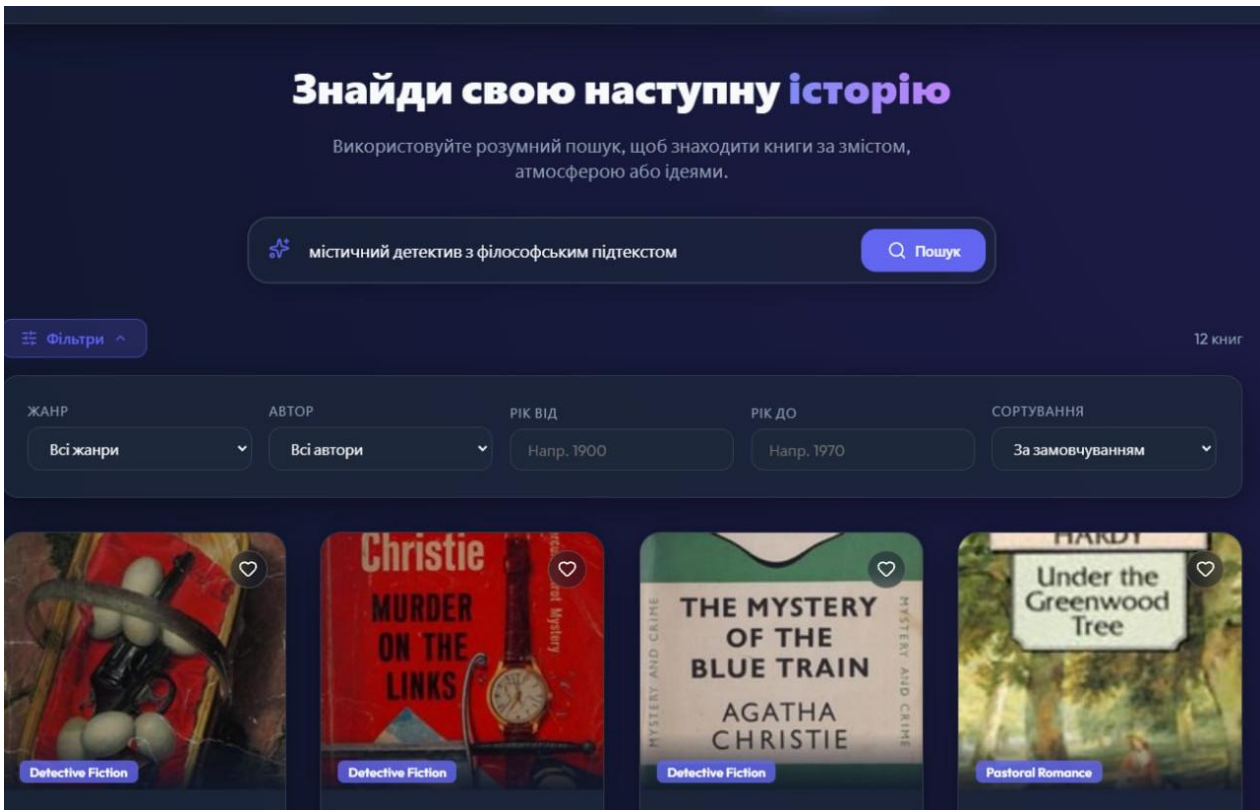 Знайди свою наступну історію
Використовуйте розумний пошук, щоб знаходити книги за змістом,
атмосферою або ідеями.
містичний детектив з філософським підтекстом
Пошук
Фільтри
12 книг
ЖАНР
АВТОР
РІК ВІД
РІК ДО
СОРТУВАННЯ
Всі жанри
Всі автори
Напр. 1900
Напр. 1970
За замовчуванням
Detective Fiction
Christie
MURDER
ON THE
LINKS
Mystery
Detective Fiction
THE MYSTERY
OF THE
BLUE TRAIN
AGATHA
CHRISTIE
MYSTERY AND CRIME
MYSTERY AND CRIME
Detective Fiction
HARDY
Under the
Greenwood
Tree
Pastoral Romance